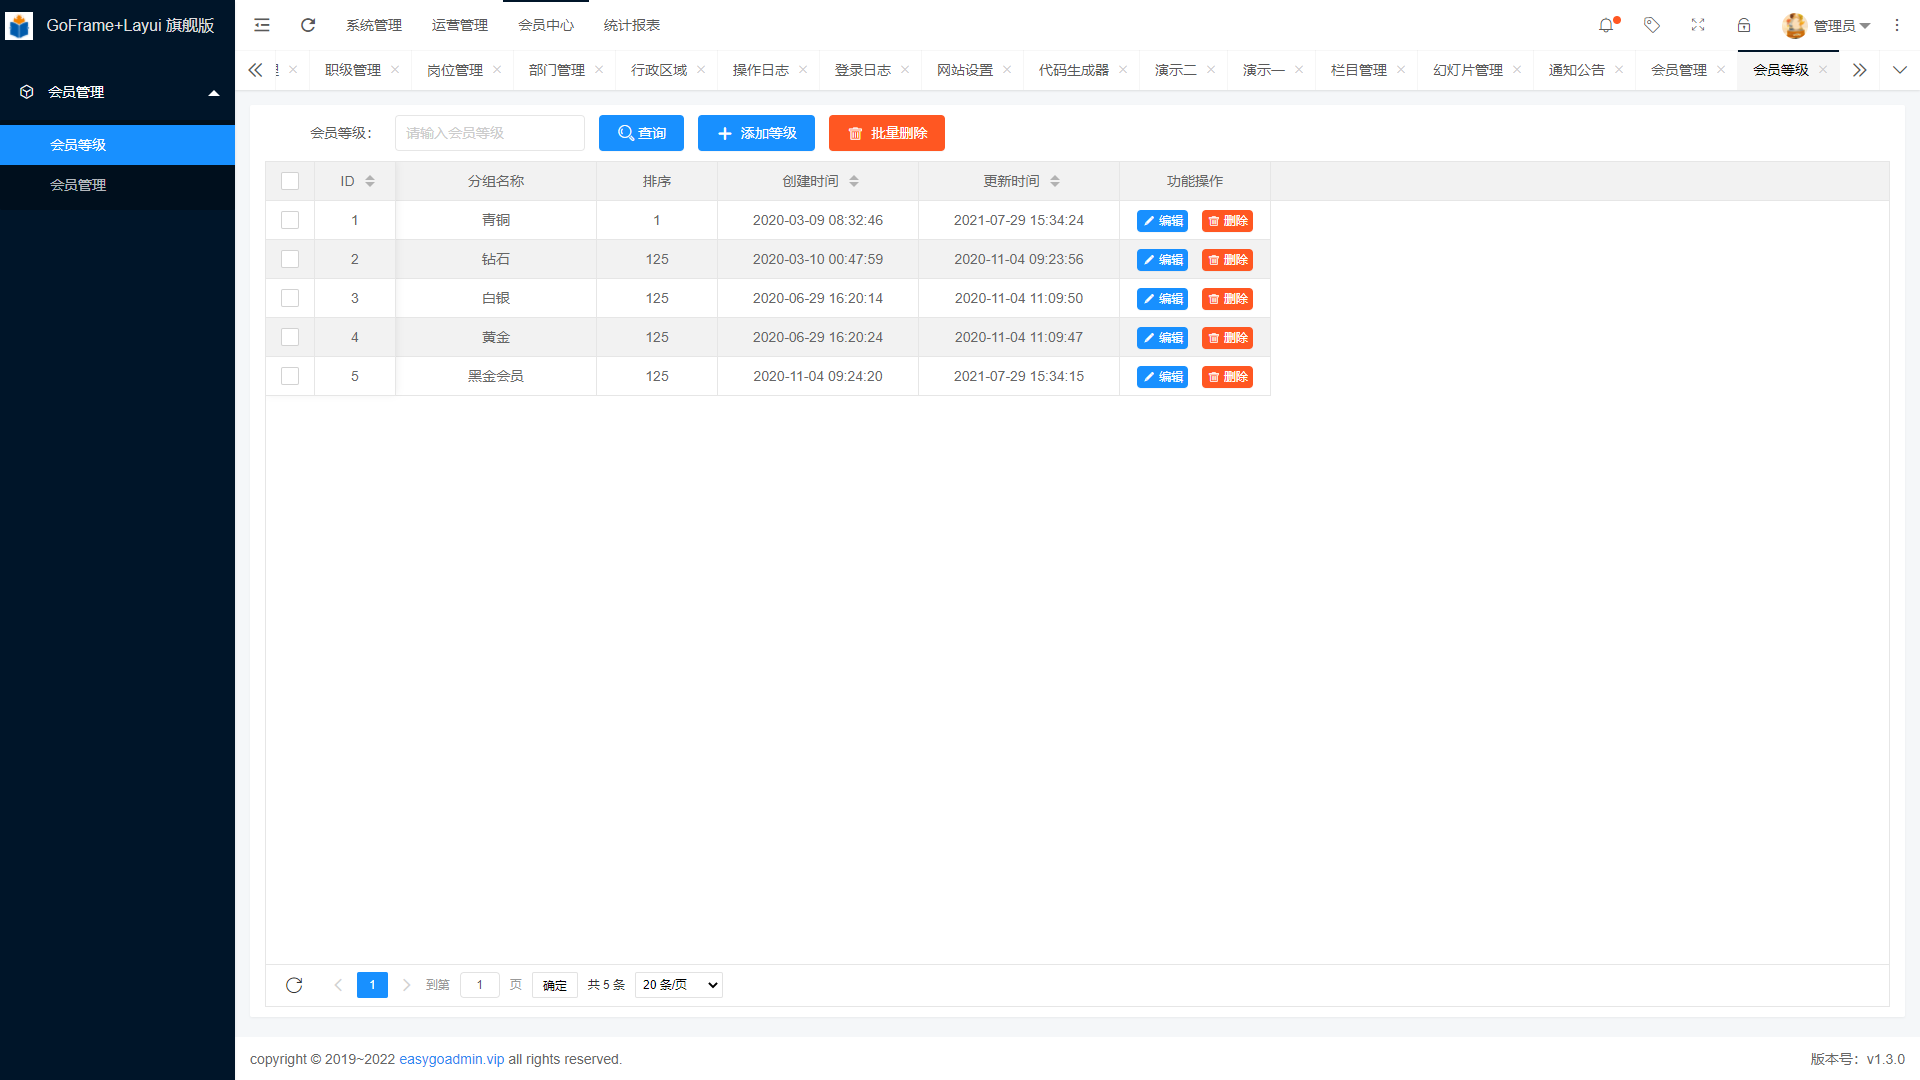 GoFrame+Layui 旗舰版
系统管理 运营管理 会员中心 统计报表 管理员
职级管理 岗位管理 部门管理 行政区域 操作日志 登录日志 网站设置 代码生成器 演示二 演示一 栏目管理 幻灯片管理 通知公告 会员管理 会员等级
会员管理
会员等级
会员管理
会员等级： 请输入会员等级 查询 添加等级 批量删除
ID 分组名称 排序 创建时间 更新时间 功能操作
1 青铜 1 2020-03-09 08:32:46 2021-07-29 15:34:24 编辑 删除
2 钻石 125 2020-03-10 00:47:59 2020-11-04 09:23:56 编辑 删除
3 白银 125 2020-06-29 16:20:14 2020-11-04 11:09:50 编辑 删除
4 黄金 125 2020-06-29 16:20:24 2020-11-04 11:09:47 编辑 删除
5 黑金会员 125 2020-11-04 09:24:20 2021-07-29 15:34:15 编辑 删除
1 到第 1 页 确定 共 5 条 20 条/页
copyright © 2019~2022 easygoadmin.vip all rights reserved. 版本号：v1.3.0